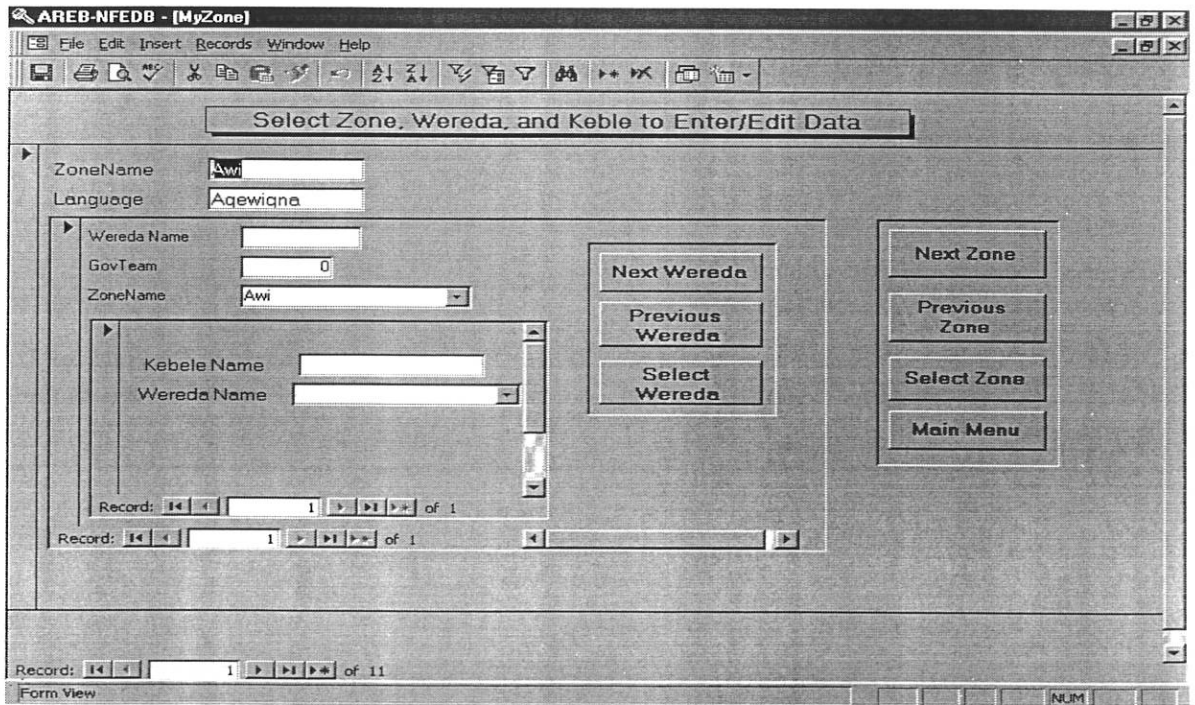 AREB-NFEDB - [MyZone]
File Edit Insert Records Window Help
Select Zone, Wereda, and Keble to Enter/Edit Data
ZoneName Awi
Language Aqewiqna
Wereda Name
GovTeam 0
ZoneName Awi
Kebele Name
Wereda Name
Record: 1 of 1
Record: 1 of 1
Next Wereda
Previous
Wereda
Select
Wereda
Next Zone
Previous
Zone
Select Zone
Main Menu
Record: 1 of 11
Form View NUM